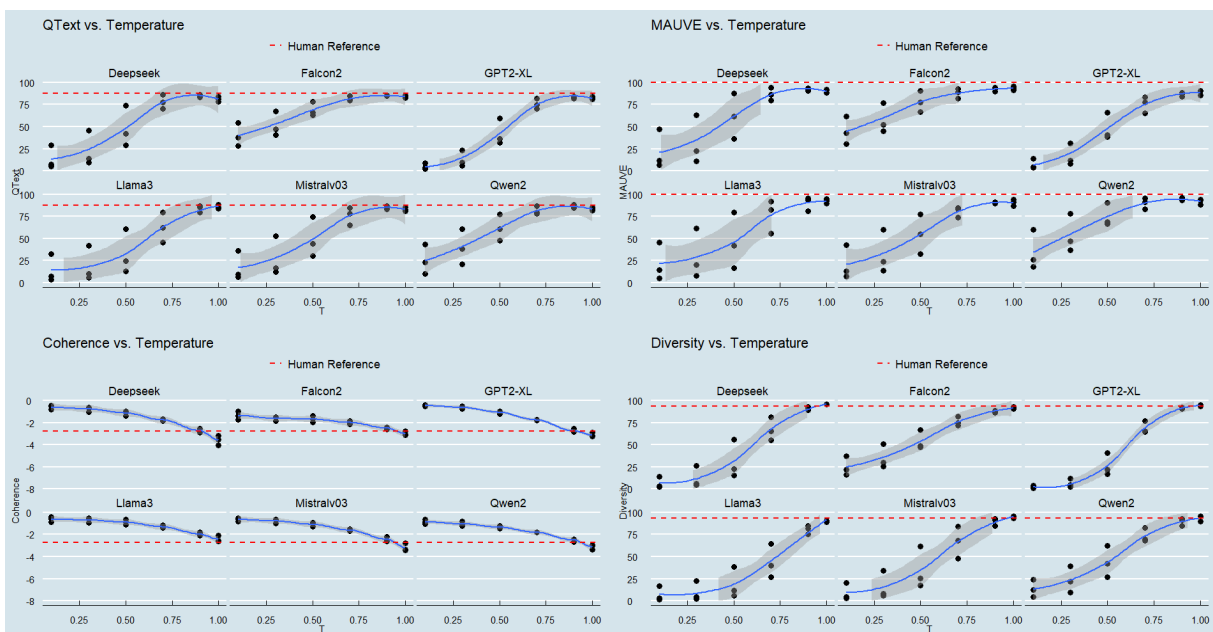 QText vs. Temperature
Human Reference
Deepseek Falcon2 GPT2-XL
100
75
50
25
0
QText
Llama3 Mistralv03 Qwen2
100
75
50
25
0
0.25 0.50 0.75 1.00 0.25 0.50 0.75 1.00 0.25 0.50 0.75 1.00
T
MAUVE vs. Temperature
Human Reference
Deepseek Falcon2 GPT2-XL
100
75
50
25
0
MAUVE
Llama3 Mistralv03 Qwen2
100
75
50
25
0
0.25 0.50 0.75 1.00 0.25 0.50 0.75 1.00 0.25 0.50 0.75 1.00
T
Coherence vs. Temperature
Human Reference
Deepseek Falcon2 GPT2-XL
0
-2
-4
-6
-8
Coherence
Llama3 Mistralv03 Qwen2
0
-2
-4
-6
-8
0.25 0.50 0.75 1.00 0.25 0.50 0.75 1.00 0.25 0.50 0.75 1.00
T
Diversity vs. Temperature
Human Reference
Deepseek Falcon2 GPT2-XL
100
75
50
25
0
Diversity
Llama3 Mistralv03 Qwen2
100
75
50
25
0
0.25 0.50 0.75 1.00 0.25 0.50 0.75 1.00 0.25 0.50 0.75 1.00
T